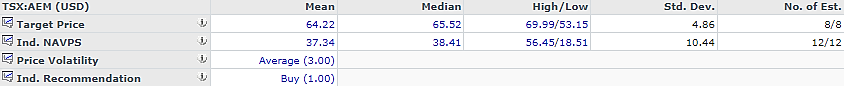 TSX:AEM (USD) Mean Median High/Low Std. Dev. No. of Est.
Target Price 64.22 65.52 69.99/53.15 4.86 8/8
Ind. NAVPS 37.34 38.41 56.45/18.51 10.44 12/12
Price Volatility Average (3.00)
Ind. Recommendation Buy (1.00)